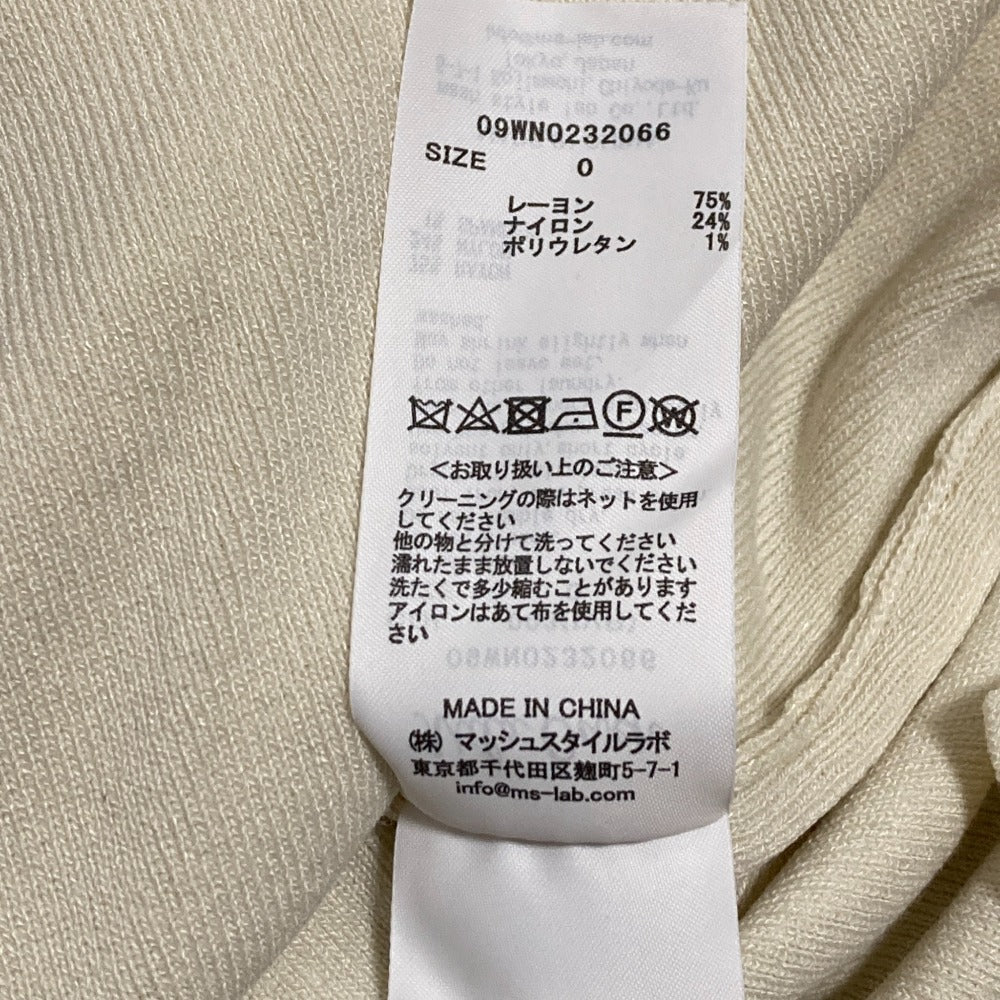 09WN0232066
SIZE 0
レーヨン 75%
ナイロン 24%
ポリウレタン 1%
F W
<お取り扱い上のご注意>
クリーニングの際はネットを使用
してください
他の物と分けて洗ってください
濡れたまま放置しないでください
洗たくで多少縮むことがあります
アイロンはあて布を使用してくだ
さい
MADE IN CHINA
㈱ マッシュスタイルラボ
東京都千代田区麹町5-7-1
info@ms-lab.com